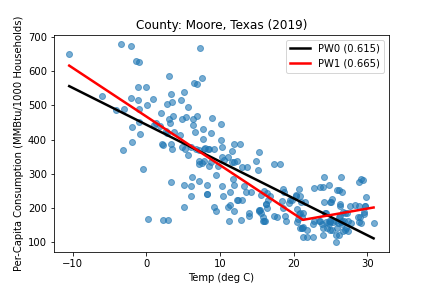 County: Moore, Texas (2019)
PW0 (0.615)
PW1 (0.665)
Per-Capita Consumption (MMBtu/1000 Households)
700
600
500
400
300
200
100
−10
0
10
20
30
Temp (deg C)